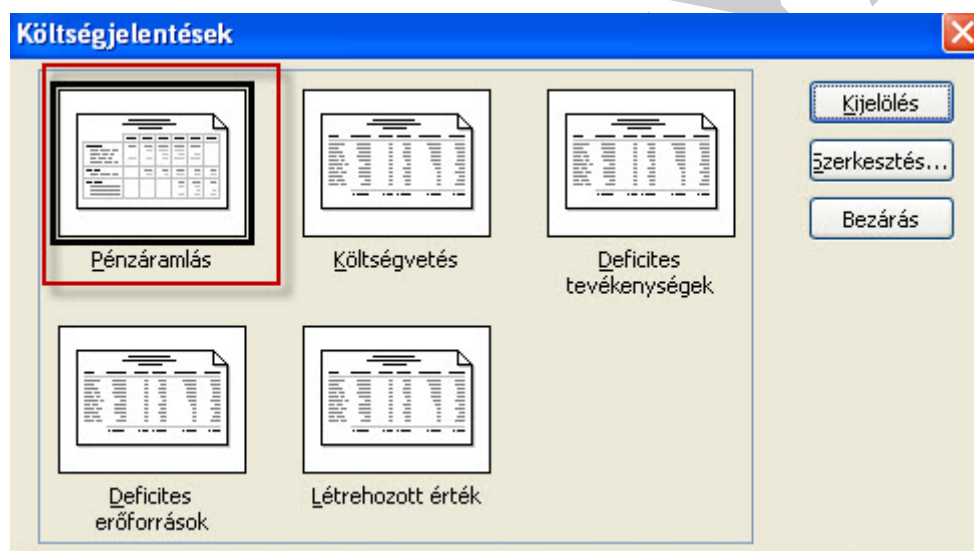 Költségjelentések
Pénzáramlás
Költségvetés
Deficites
tevékenységek
Deficites
erőforrások
Létrehozott érték
Kijelölés
Szerkesztés...
Bezárás